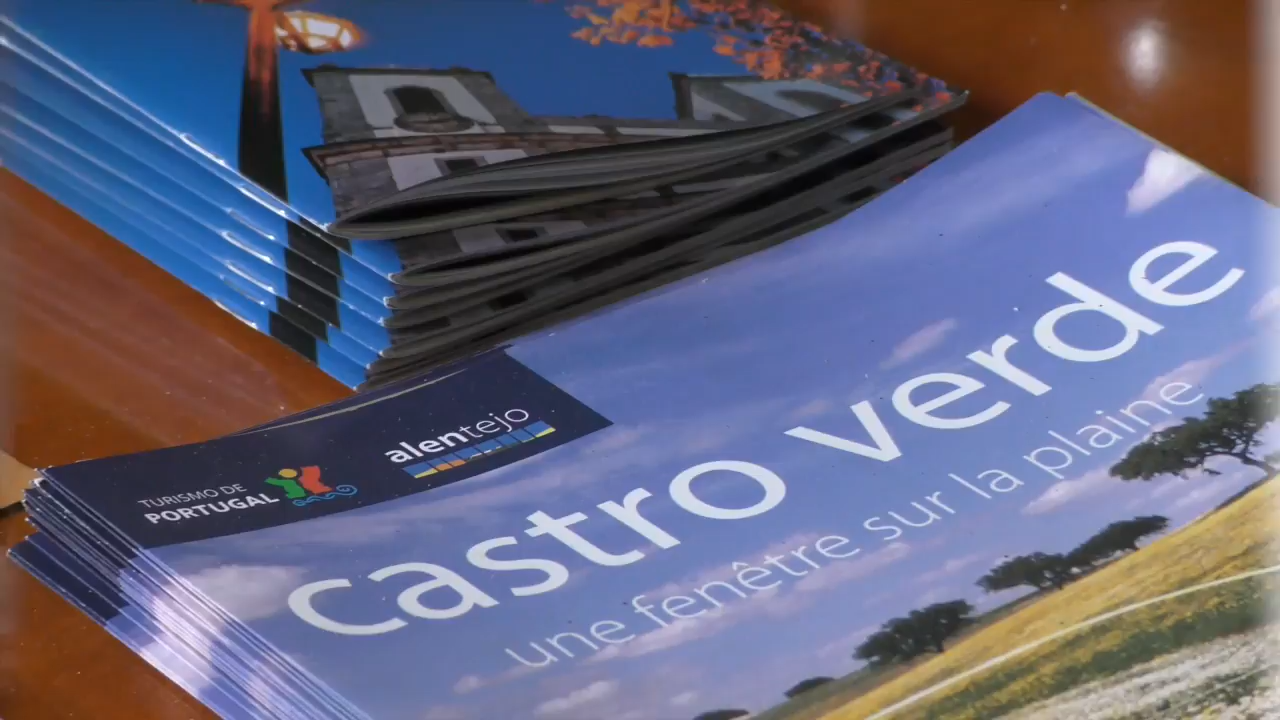 TURISMO DE
PORTUGAL
alentejo
castro verde
une fenêtre sur la plaine